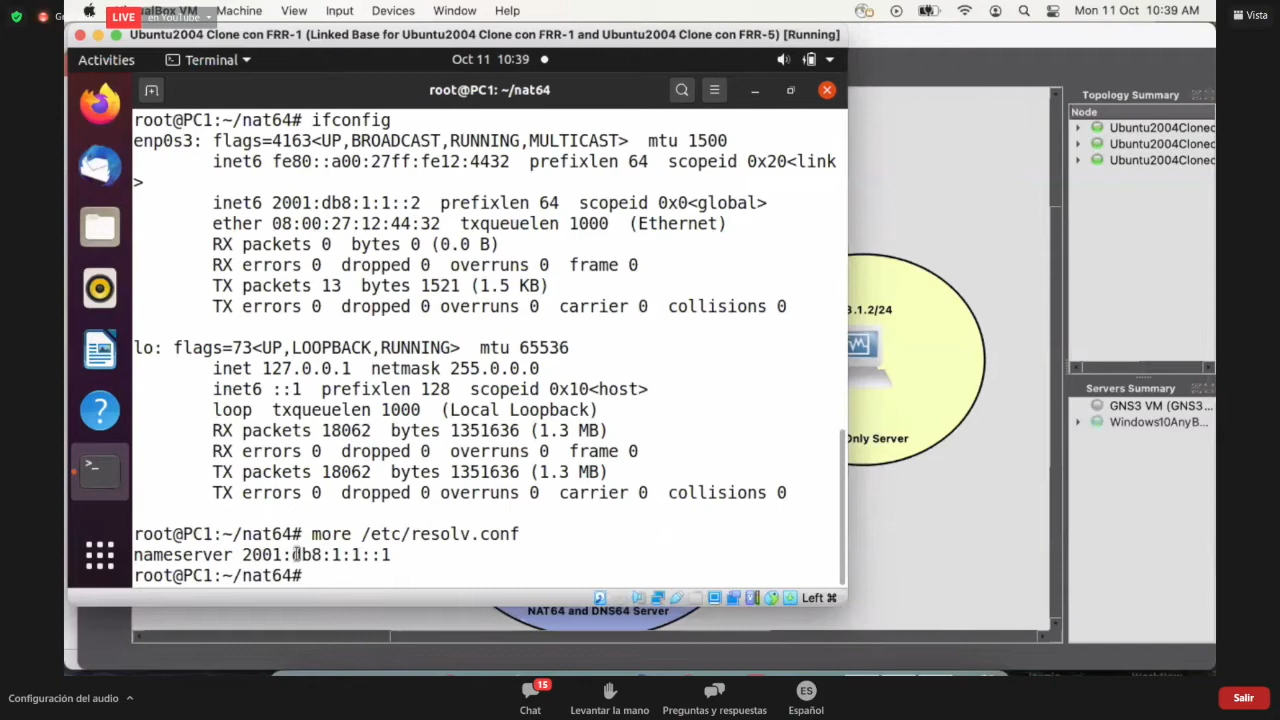 LIVE
en YouTube
VirtualBox VM Machine View Input Devices Window Help
Mon 11 Oct 10:39 AM
Vista
Ubuntu2004 Clone con FRR-1 (Linked Base for Ubuntu2004 Clone con FRR-1 and Ubuntu2004 Clone con FRR-5) [Running]
Activities Terminal Oct 11 10:39
root@PC1: ~/nat64
root@PC1:~/nat64# ifconfig
enp0s3: flags=4163<UP,BROADCAST,RUNNING,MULTICAST> mtu 1500
inet6 fe80::a00:27ff:fe12:4432 prefixlen 64 scopeid 0x20<link
>
inet6 2001:db8:1:1::2 prefixlen 64 scopeid 0x0<global>
ether 08:00:27:12:44:32 txqueuelen 1000 (Ethernet)
RX packets 0 bytes 0 (0.0 B)
RX errors 0 dropped 0 overruns 0 frame 0
TX packets 13 bytes 1521 (1.5 KB)
TX errors 0 dropped 0 overruns 0 carrier 0 collisions 0
lo: flags=73<UP,LOOPBACK,RUNNING> mtu 65536
inet 127.0.0.1 netmask 255.0.0.0
inet6 ::1 prefixlen 128 scopeid 0x10<host>
loop txqueuelen 1000 (Local Loopback)
RX packets 18062 bytes 1351636 (1.3 MB)
RX errors 0 dropped 0 overruns 0 frame 0
TX packets 18062 bytes 1351636 (1.3 MB)
TX errors 0 dropped 0 overruns 0 carrier 0 collisions 0
root@PC1:~/nat64# more /etc/resolv.conf
nameserver 2001:db8:1:1::1
root@PC1:~/nat64#
Left ⌘
NAT64 and DNS64 Server
3.1.2/24
Only Server
Topology Summary
Node
Ubuntu2004Cloned
Ubuntu2004Cloned
Ubuntu2004Cloned
Servers Summary
GNS3 VM (GNS3...
Windows10AnyB...
Configuración del audio
15
Chat
Levantar la mano
Preguntas y respuestas
ES
Español
Salir